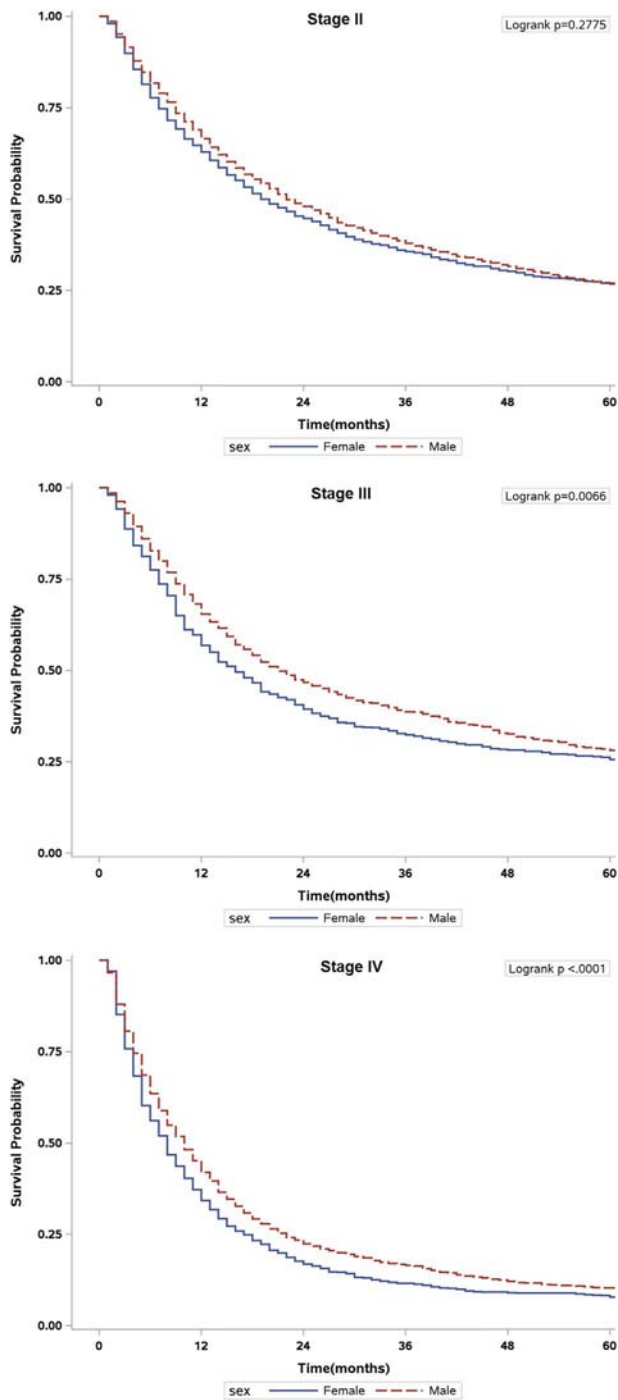 Stage II
Logrank p=0.2775
1.00
0.75
0.50
0.25
0.00
Survival Probability
0 12 24 36 48 60
Time(months)
sex Female Male
Stage III
Logrank p=0.0066
1.00
0.75
0.50
0.25
0.00
Survival Probability
0 12 24 36 48 60
Time(months)
sex Female Male
Stage IV
Logrank p <.0001
1.00
0.75
0.50
0.25
0.00
Survival Probability
0 12 24 36 48 60
Time(months)
sex Female Male